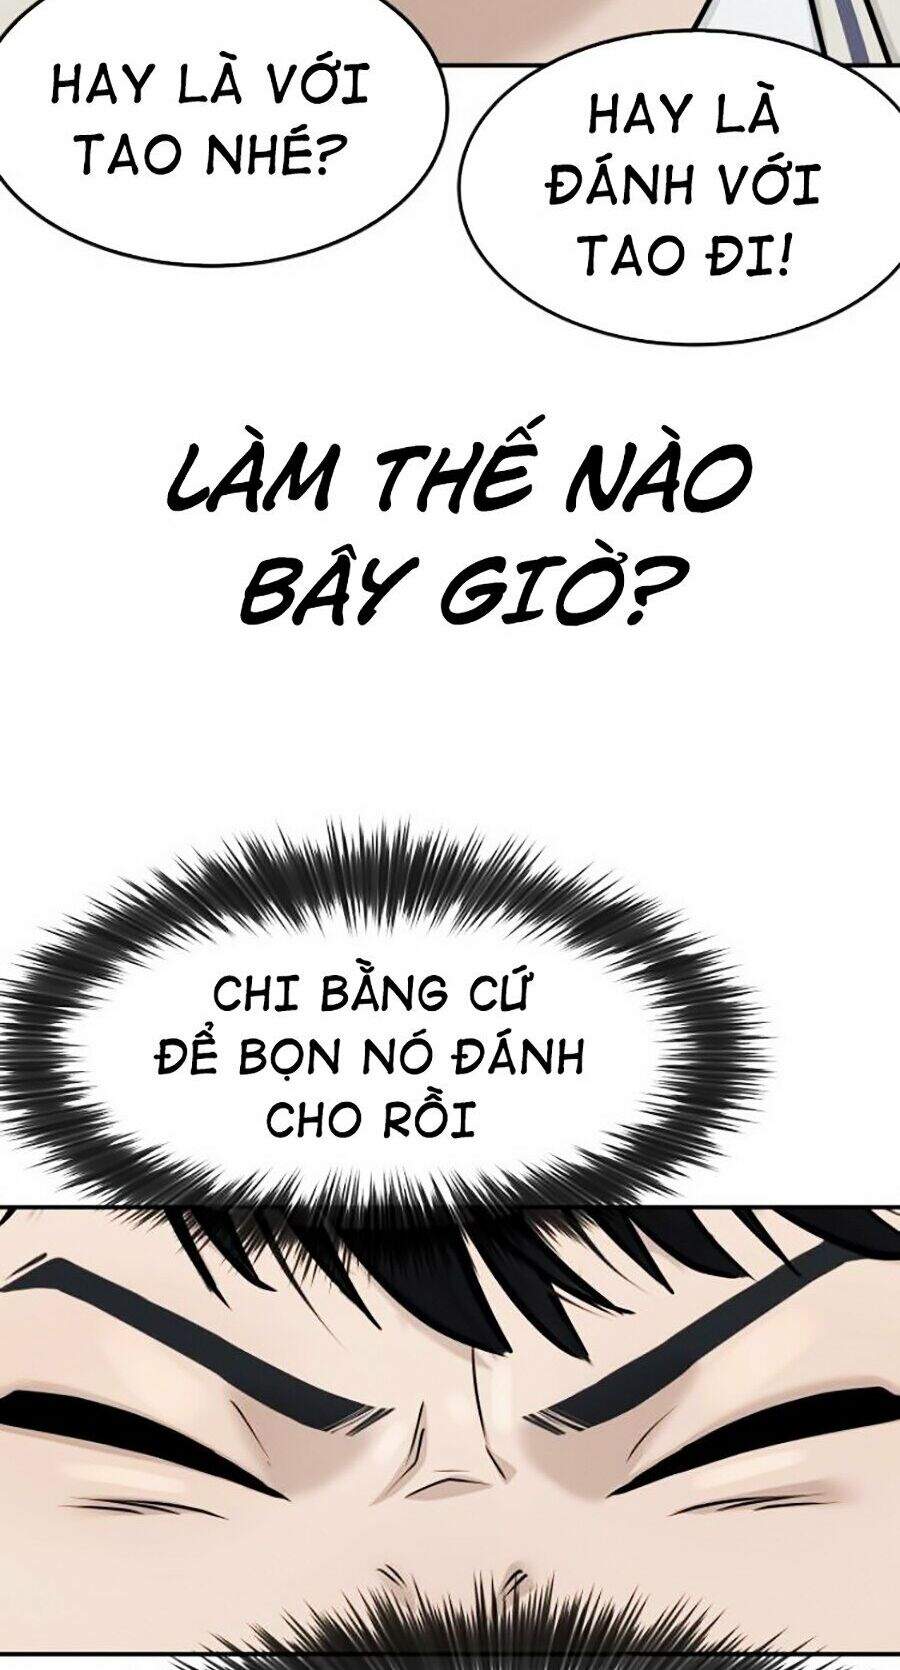 HAY LÀ VỚI
TAO NHÉ?
HAY LÀ
ĐÁNH VỚI
TAO ĐI!
LÀM THẾ NÀO
BÂY GIỜ?
CHI BẰNG CỨ
ĐỂ BỌN NÓ ĐÁNH
CHO RỒI